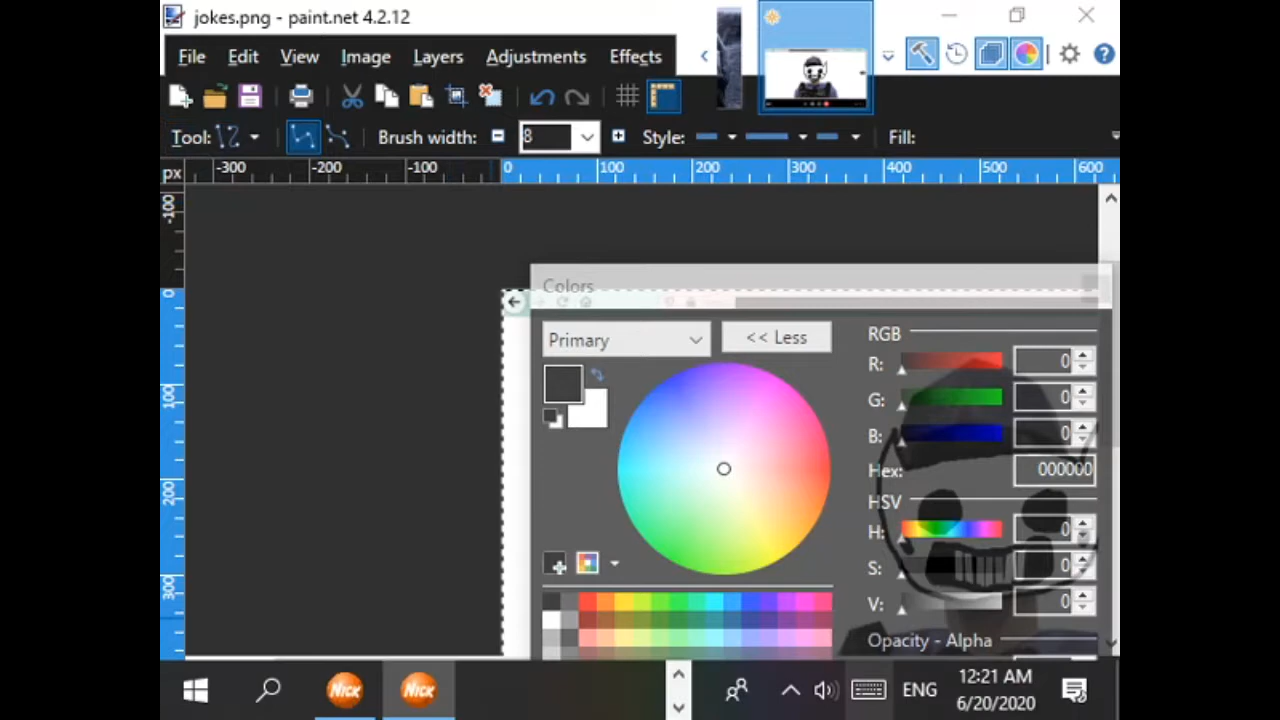 jokes.png - paint.net 4.2.12
File Edit View Image Layers Adjustments Effects
Tool: Brush width: 8 Style: Fill:
px -300 -200 -100 0 100 200 300 400 500 600
-100
0
100
200
300
Colors
Primary << Less
RGB
R: 0
G: 0
B: 0
Hex: 000000
HSV
H: 0
S: 0
V: 0
Opacity - Alpha
NICK NICK ENG 12:21 AM
6/20/2020